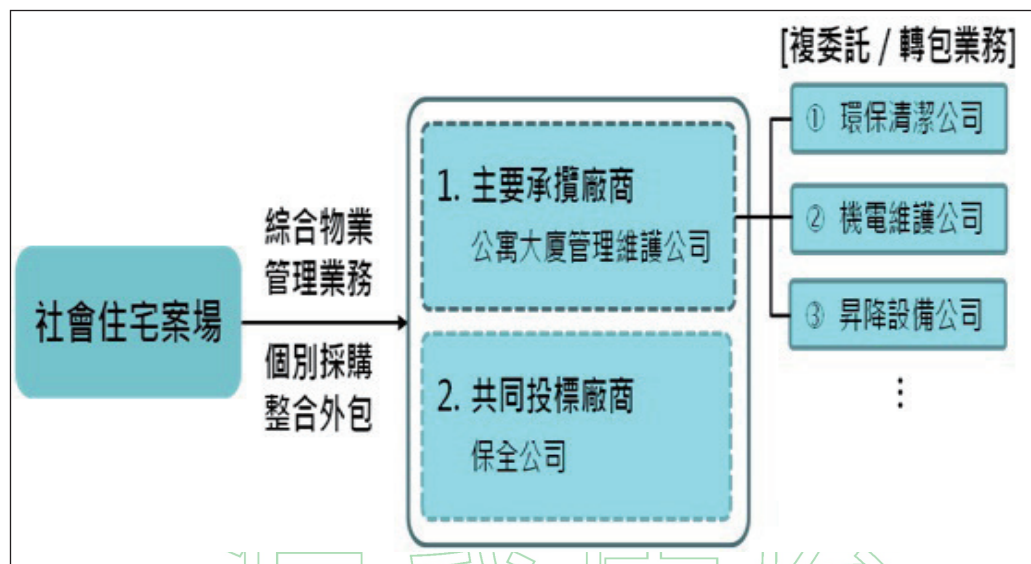 [複委託 / 轉包業務]
① 環保清潔公司
② 機電維護公司
③ 昇降設備公司
⋮
社會住宅案場
綜合物業
管理業務
個別採購
整合外包
1. 主要承攬廠商
公寓大廈管理維護公司
2. 共同投標廠商
保全公司